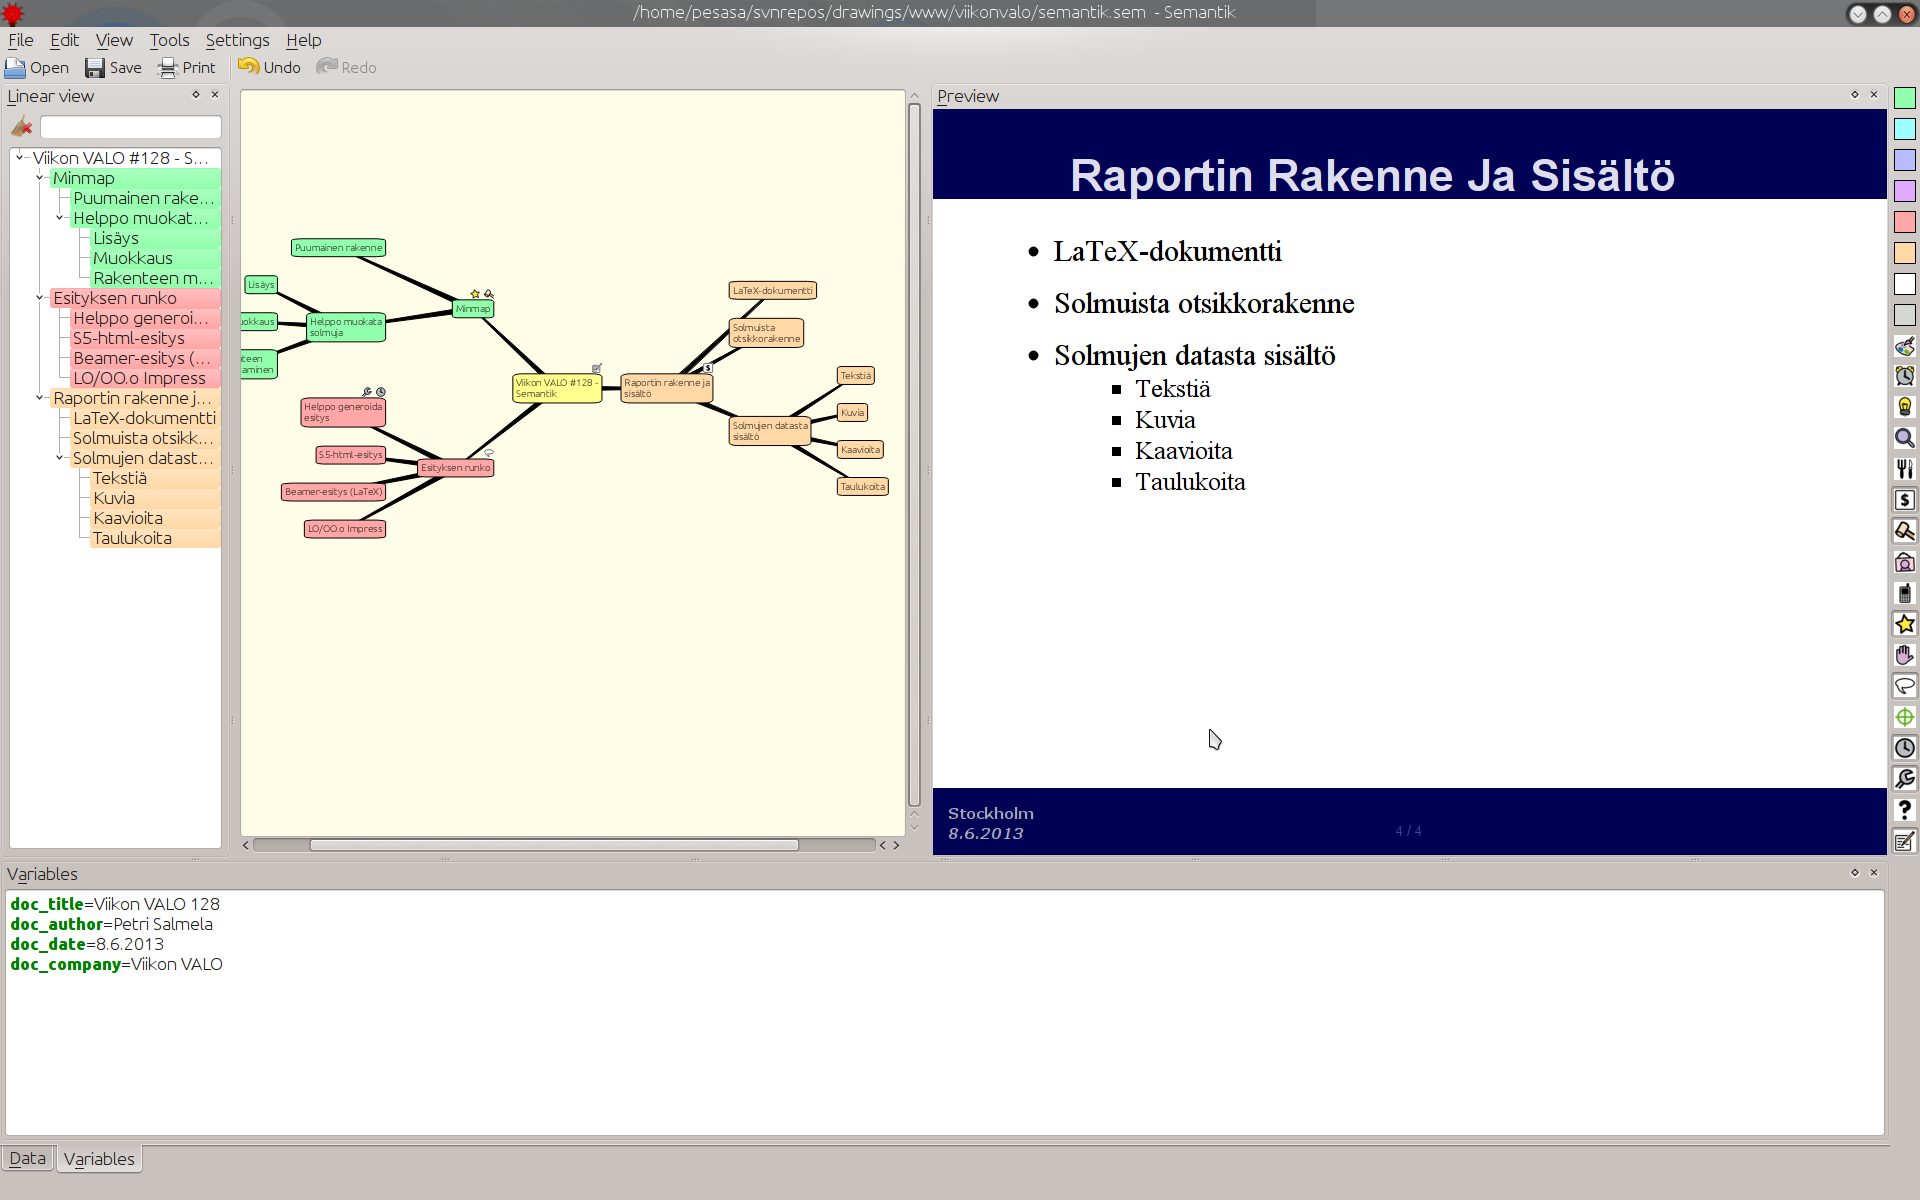 /home/pesasa/svnrepos/drawings/www/viikonvalo/semantik.sem - Semantik
File Edit View Tools Settings Help
Open Save Print Undo Redo
Linear view
Viikon VALO #128 - S...
Minmap
Puumainen rake...
Helppo muokat...
Lisäys
Muokkaus
Rakenteen m...
Esityksen runko
Helppo generoi...
S5-html-esitys
Beamer-esitys (...
LO/OO.o Impress
Raportin rakenne j...
LaTeX-dokumentti
Solmuista otsikk...
Solmujen datast...
Tekstiä
Kuvia
Kaavioita
Taulukoita
Puumainen rakenne
Lisäys
uokkaus
teen
aminen
Helppo muokata
solmuja
Minmap
Helppo generoida
esitys
S5-html-esitys
Beamer-esitys (LaTeX)
LO/OO.o Impress
Esityksen runko
Viikon VALO #128 -
Semantik
Raportin rakenne ja
sisältö
LaTeX-dokumentti
Solmuista
otsikkorakenne
Solmujen datasta
sisältö
Tekstiä
Kuvia
Kaavioita
Taulukoita
Preview
Raportin Rakenne Ja Sisältö
• LaTeX-dokumentti
• Solmuista otsikkorakenne
• Solmujen datasta sisältö
▪ Tekstiä
▪ Kuvia
▪ Kaavioita
▪ Taulukoita
Stockholm
8.6.2013
4 / 4
Variables
doc_title=Viikon VALO 128
doc_author=Petri Salmela
doc_date=8.6.2013
doc_company=Viikon VALO
Data Variables